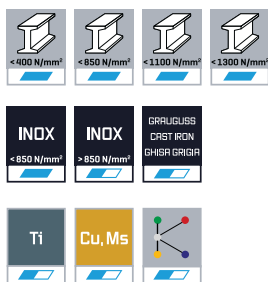 <400 N/mm² <850 N/mm² <1100 N/mm² <1300 N/mm²
INOX INOX GRAUGUSS
CAST IRON
GHISA GRIGIA
<850 N/mm² >850 N/mm²
Ti Cu, Ms